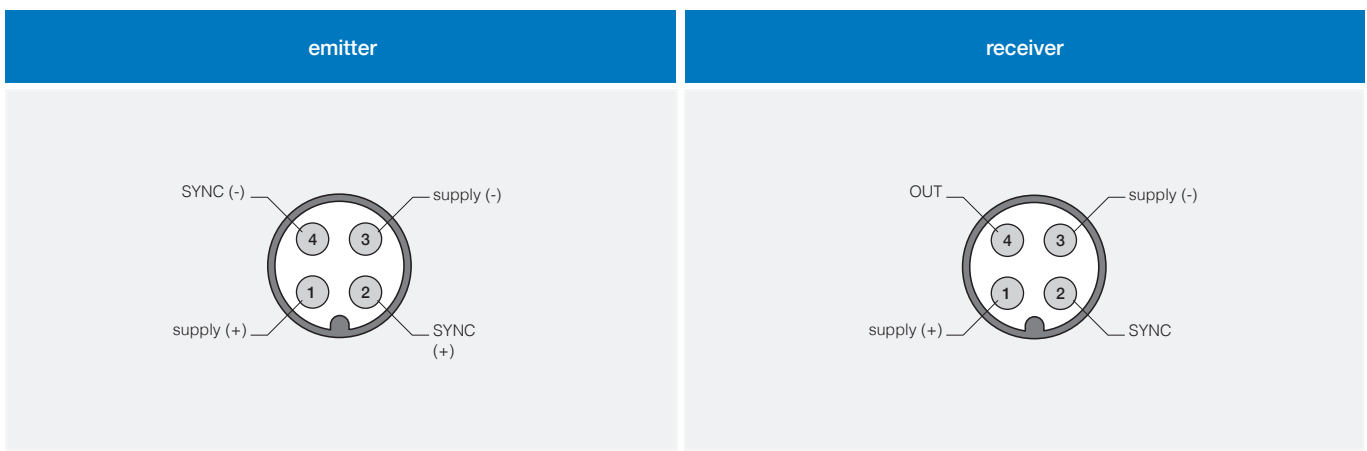 emitter
SYNC (-)
supply (-)
4
3
1
2
supply (+)
SYNC
(+)
receiver
OUT
supply (-)
4
3
1
2
supply (+)
SYNC